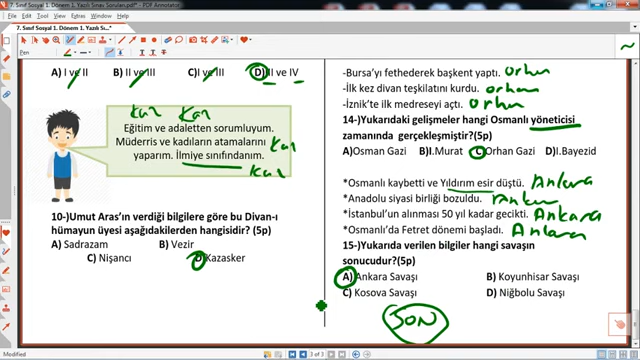 7. Sınıf Sosyal 1. Dönem 1. Yazılı Sınav Soruları.pdf* - PDF Annotator
File Edit Tools View Insert Document Help
7. Sınıf Sosyal 1. Dönem 1. Yazılı S...
Pen
A) I ve II B) II ve III C) I ve III D) II ve IV
kaz kaz
Eğitim ve adaletten sorumluyum.
Müderris ve kadıların atamalarını kaz
yaparım. İlmiye sınıfındanım.
kaz
10-)Umut Aras’ın verdiği bilgilere göre bu Divan-ı
hümayun üyesi aşağıdakilerden hangisidir? (5p)
A) Sadrazam B) Vezir
C) Nişancı D) Kazasker
-Bursa’yı fethederek başkent yaptı. orhan
-İlk kez divan teşkilatını kurdu. orhan
-İznik’te ilk medreseyi açtı. orhan
14-)Yukarıdaki gelişmeler hangi Osmanlı yöneticisi
zamanında gerçekleşmiştir?(5p)
A)Osman Gazi B)I.Murat C)Orhan Gazi D)I.Bayezid
*Osmanlı kaybetti ve Yıldırım esir düştü. Ankara
*Anadolu siyasi birliği bozuldu. Ankara
*İstanbul’un alınması 50 yıl kadar gecikti. Ankara
*Osmanlı’da Fetret dönemi başladı. Ankara
15-)Yukarıda verilen bilgiler hangi savaşın
sonucudur?(5p)
A)Ankara Savaşı B) Koyunhisar Savaşı
C) Kosova Savaşı D) Niğbolu Savaşı
SON
3 of 3